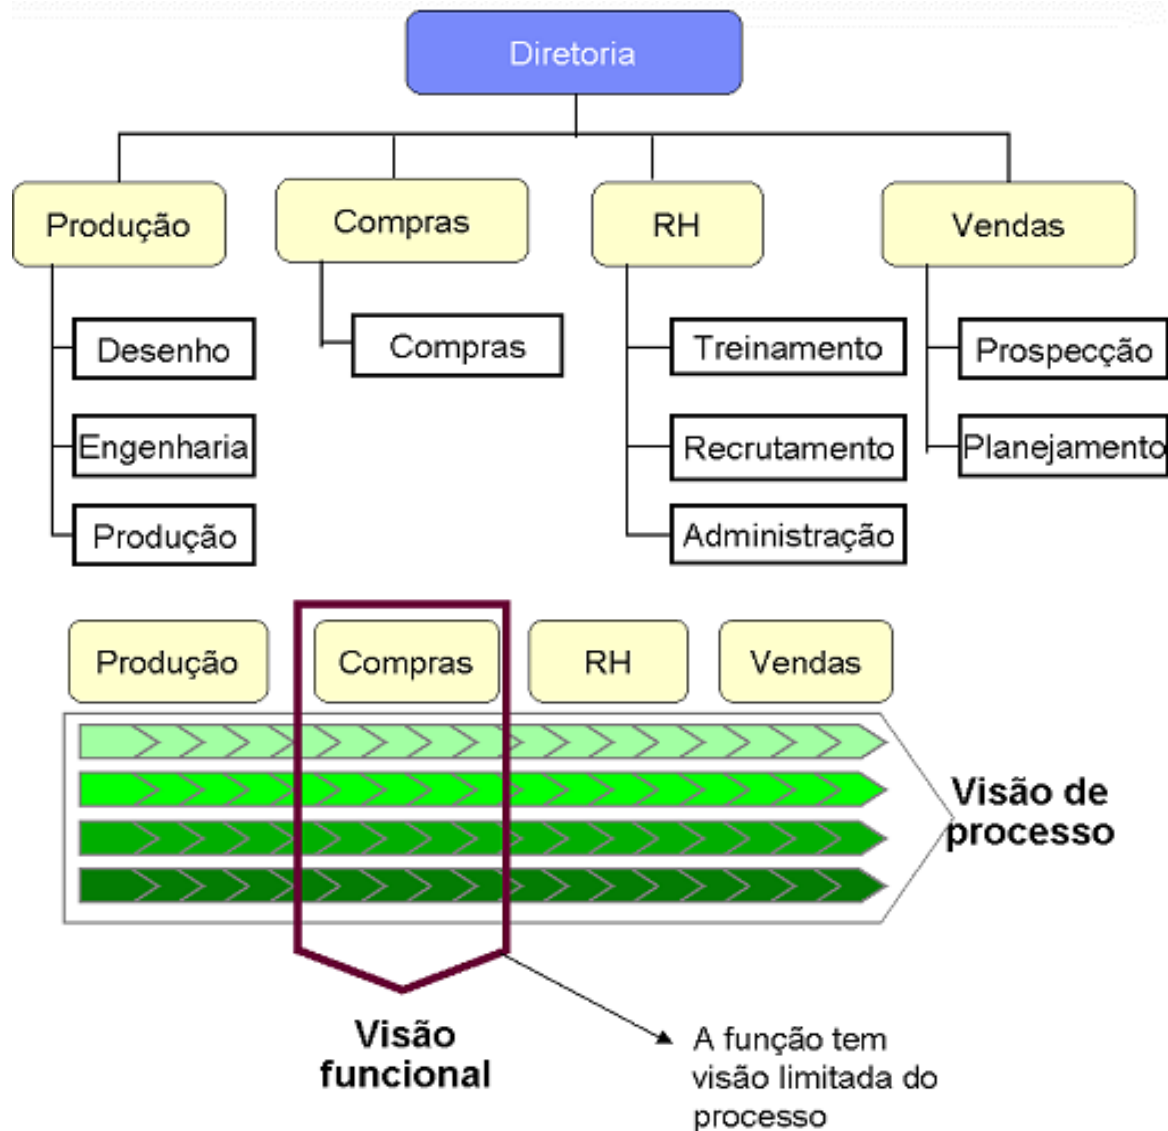 Diretoria
Produção
Compras
RH
Vendas
Desenho
Compras
Treinamento
Prospecção
Engenharia
Recrutamento
Planejamento
Produção
Administração
Produção
Compras
RH
Vendas
Visão de
processo
Visão
funcional
A função tem
visão limitada do
processo